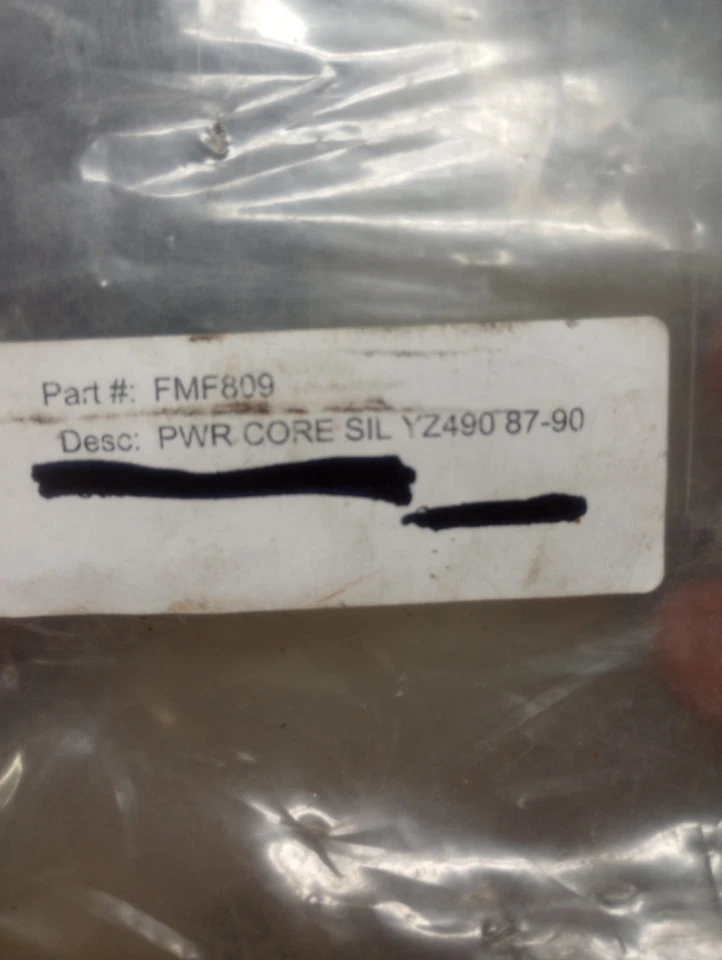 Part #: FMF809
Desc: PWR CORE SIL YZ490 87-90